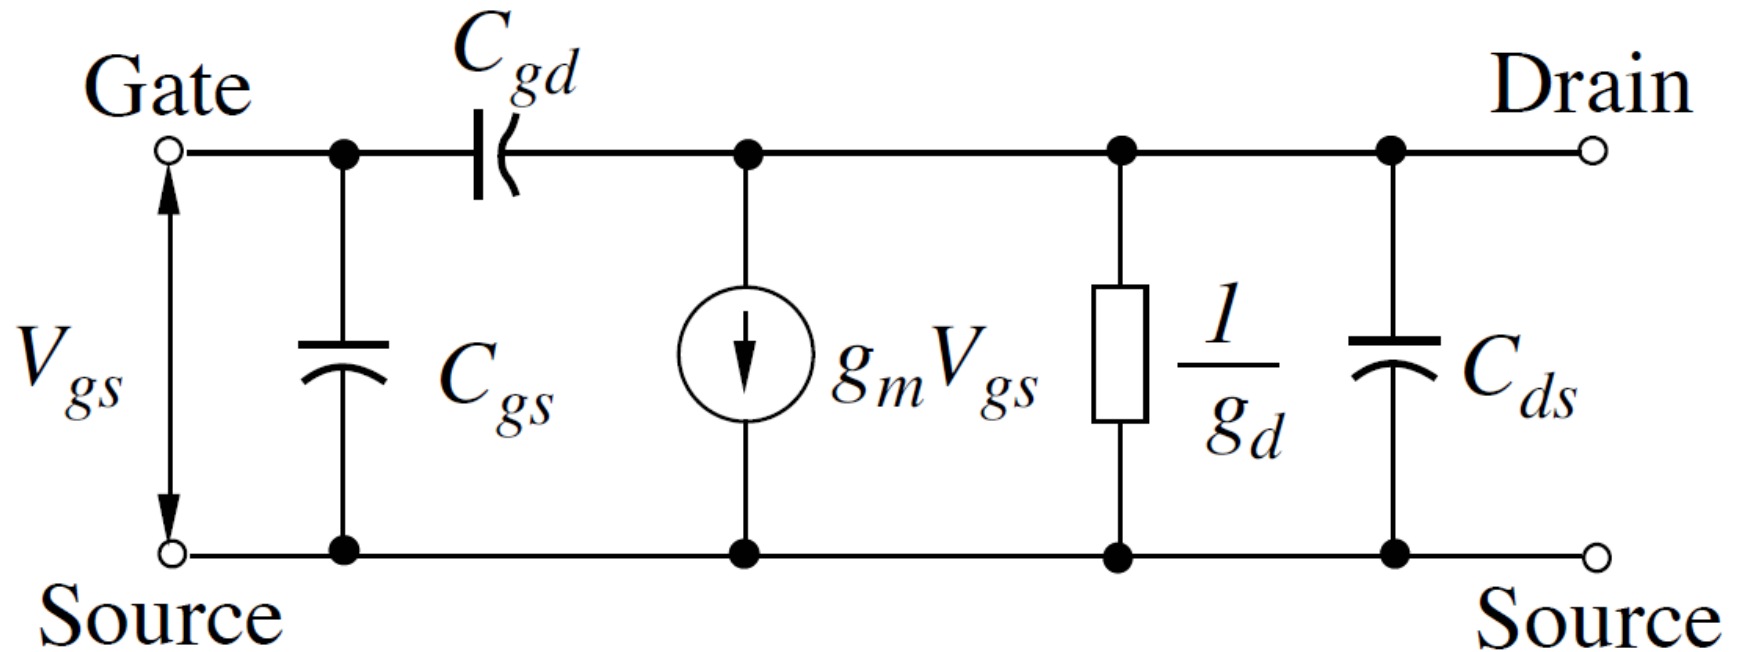 C_gd
Gate
Drain
V_gs
C_gs
g_m V_gs
1
g_d
C_ds
Source
Source